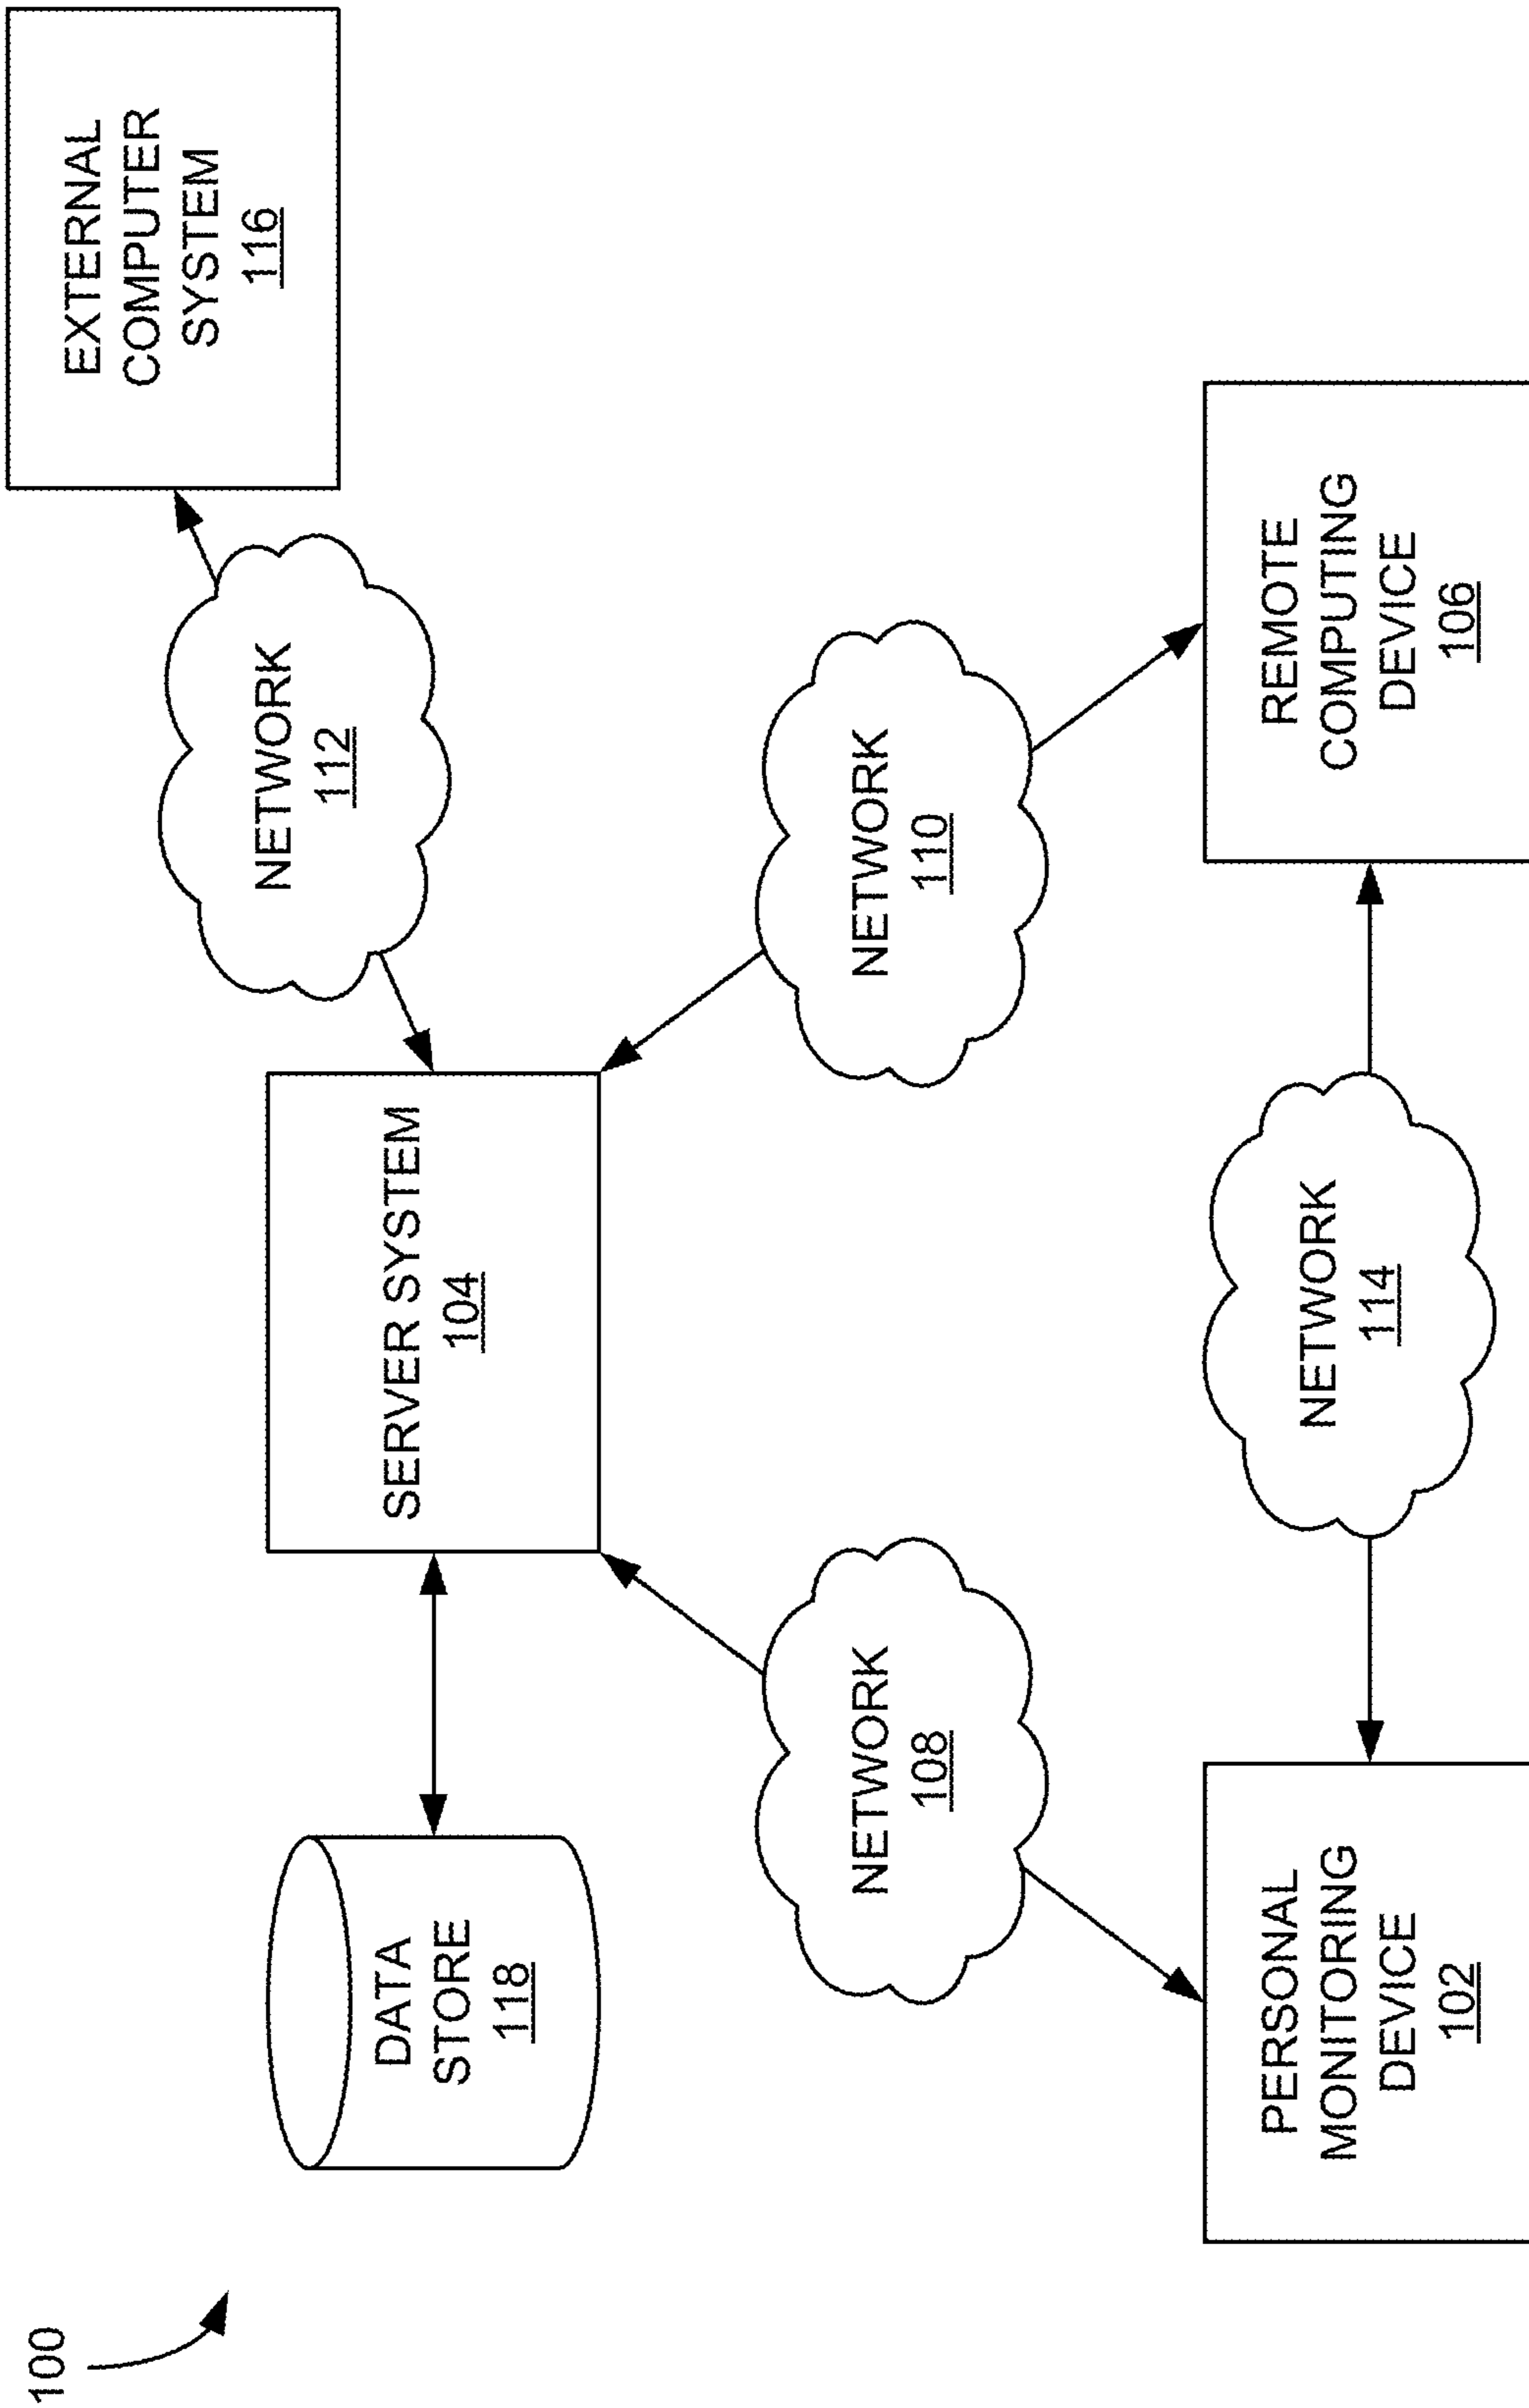 100
EXTERNAL
COMPUTER
SYSTEM
116
NETWORK
112
DATA
STORE
118
SERVER SYSTEM
104
NETWORK
108
NETWORK
110
PERSONAL
MONITORING
DEVICE
102
NETWORK
114
REMOTE
COMPUTING
DEVICE
106